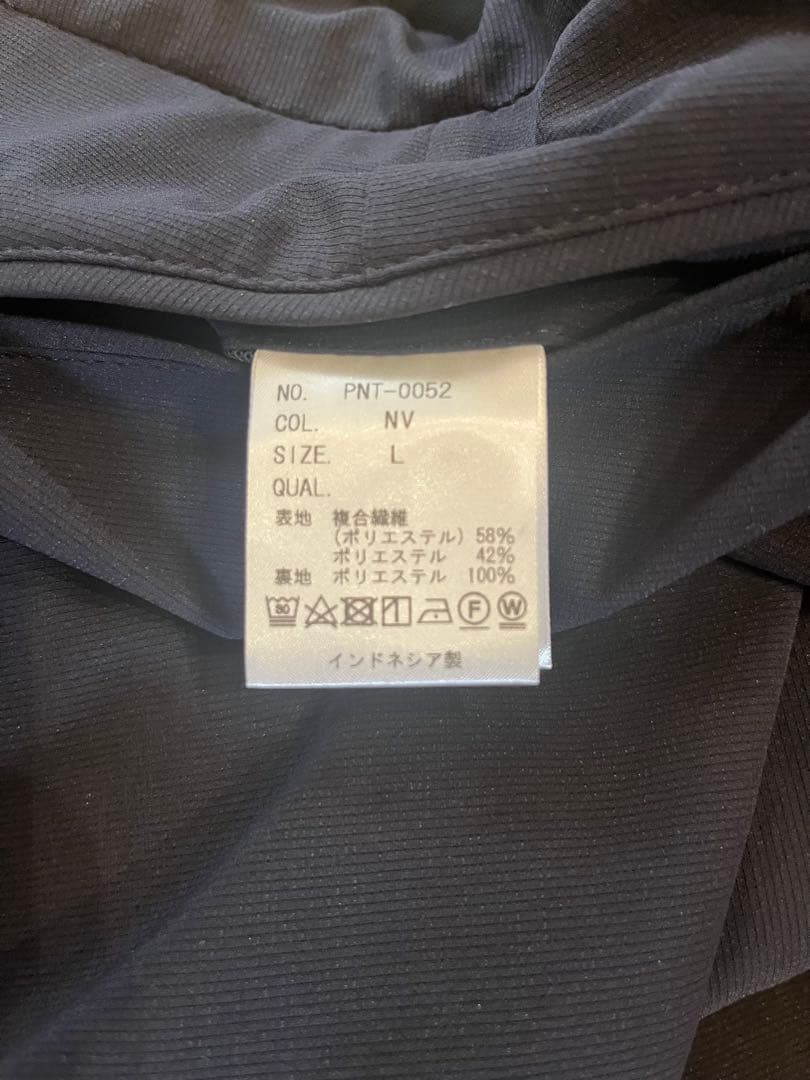 NO. PNT-0052
COL. NV
SIZE. L
QUAL.
表地 複合繊維
(ポリエステル) 58%
ポリエステル 42%
裏地 ポリエステル 100%
30 F W
インドネシア製